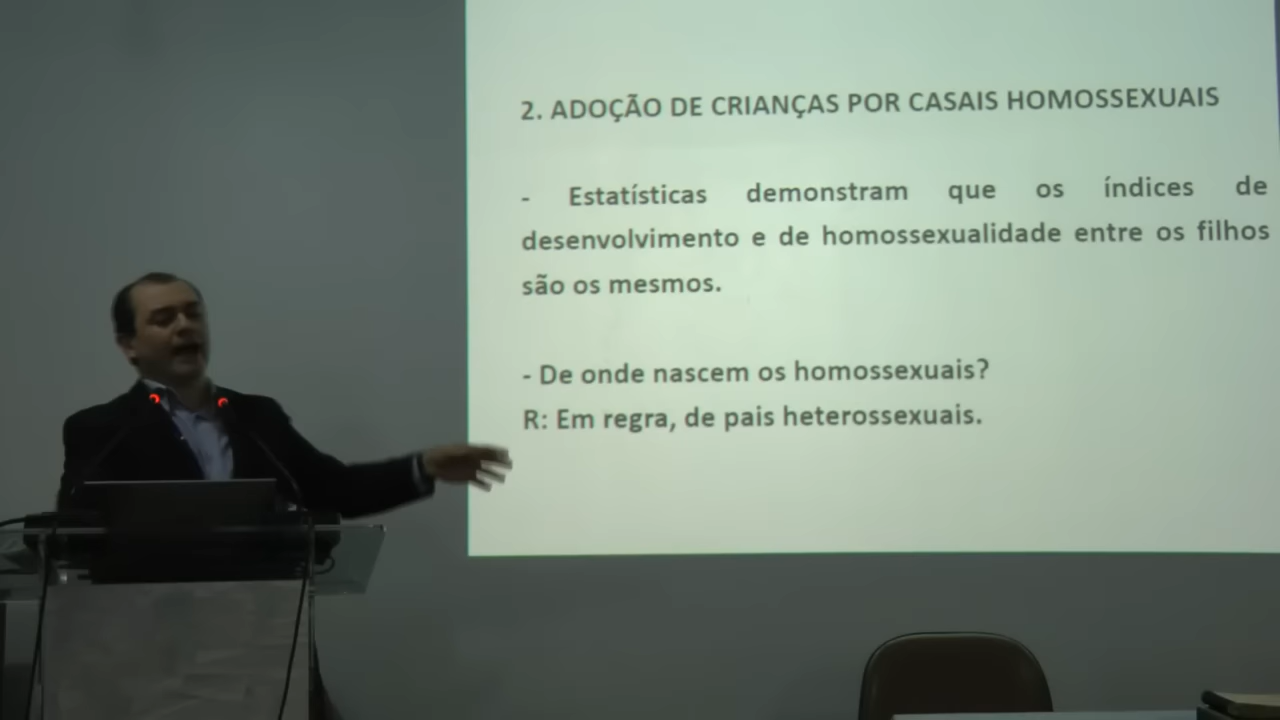 2. ADOÇÃO DE CRIANÇAS POR CASAIS HOMOSSEXUAIS
- Estatísticas demonstram que os índices de
desenvolvimento e de homossexualidade entre os filhos
são os mesmos.
- De onde nascem os homossexuais?
R: Em regra, de pais heterossexuais.